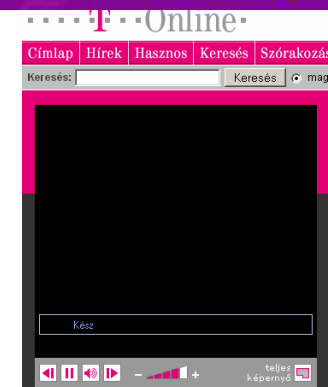 ····T··Online·
Címlap Hírek Hasznos Keresés Szórakozás
Keresés: Keresés mag
Kész
- +
teljes
képernyő